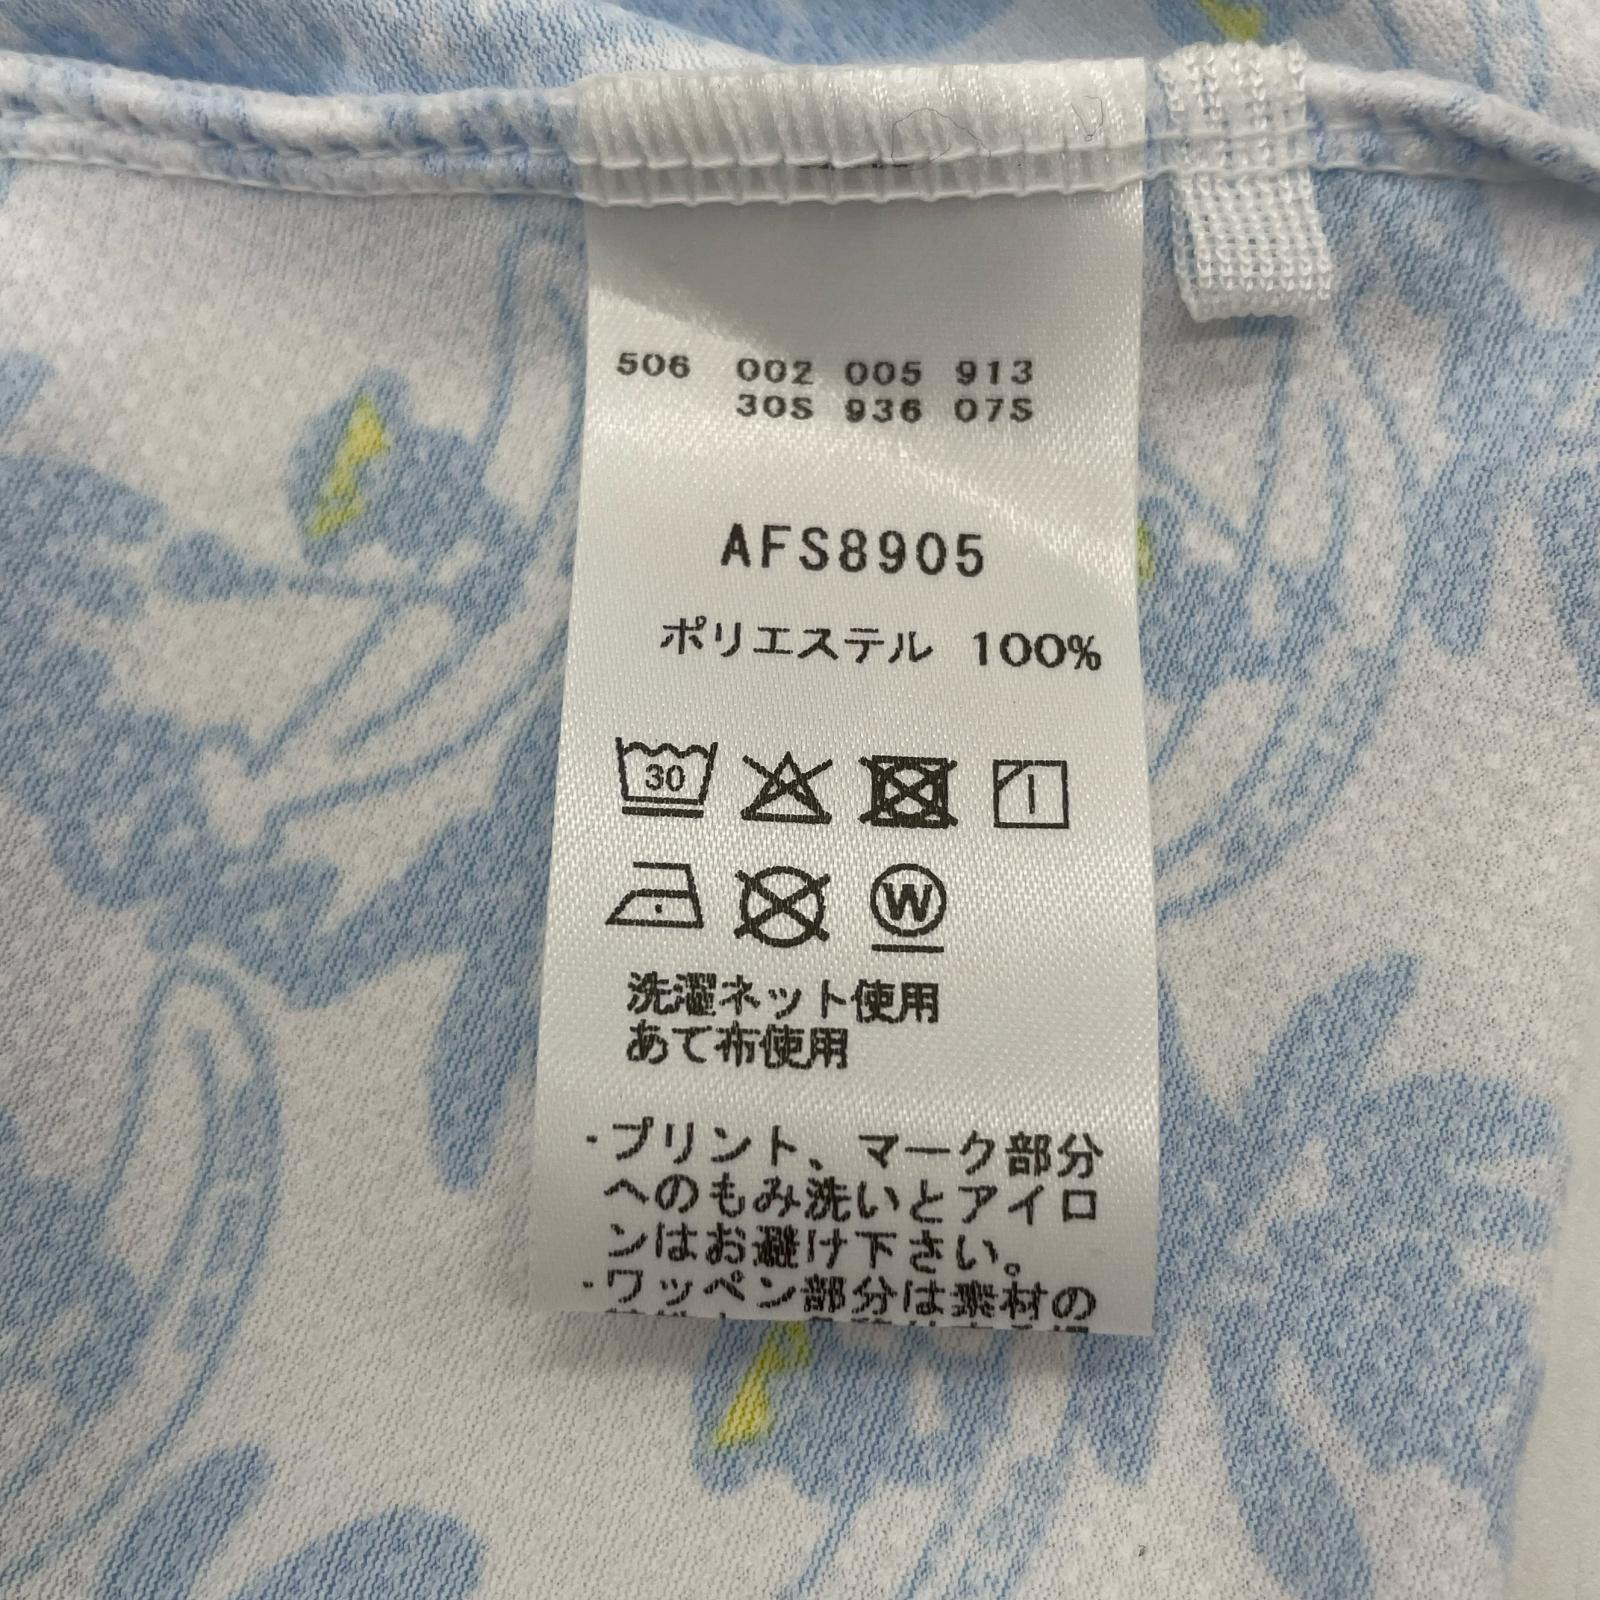 506 002 005 913
30S 936 07S
AFS8905
ポリエステル 100%
30
W
洗濯ネット使用
あて布使用
・プリント、マーク部分
へのもみ洗いとアイロ
ンはお避け下さい。
・ワッペン部分は素材の